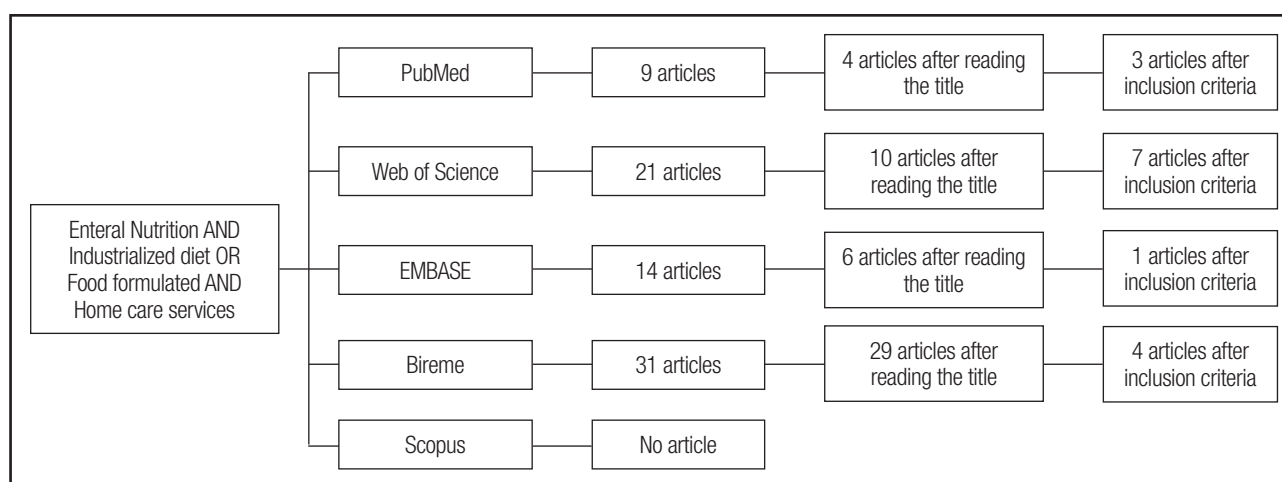 Enteral Nutrition AND
Industrialized diet OR
Food formulated AND
Home care services
PubMed
9 articles
4 articles after reading
the title
3 articles after
inclusion criteria
Web of Science
21 articles
10 articles after
reading the title
7 articles after
inclusion criteria
EMBASE
14 articles
6 articles after reading
the title
1 articles after
inclusion criteria
Bireme
31 articles
29 articles after
reading the title
4 articles after
inclusion criteria
Scopus
No article